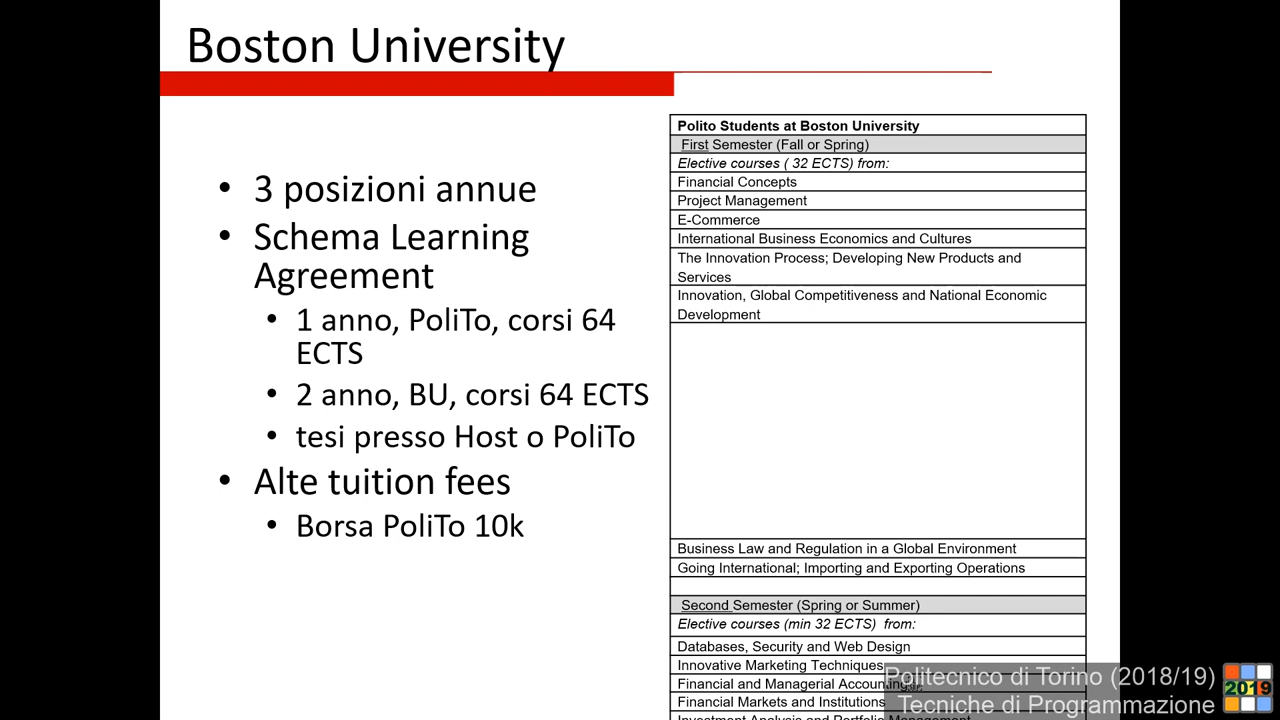 Boston University
• 3 posizioni annue
• Schema Learning
Agreement
• 1 anno, PoliTo, corsi 64
ECTS
• 2 anno, BU, corsi 64 ECTS
• tesi presso Host o PoliTo
• Alte tuition fees
• Borsa PoliTo 10k
Polito Students at Boston University
First Semester (Fall or Spring)
Elective courses ( 32 ECTS) from:
Financial Concepts
Project Management
E-Commerce
International Business Economics and Cultures
The Innovation Process; Developing New Products and
Services
Innovation, Global Competitiveness and National Economic
Development
Business Law and Regulation in a Global Environment
Going International; Importing and Exporting Operations
Second Semester (Spring or Summer)
Elective courses (min 32 ECTS) from:
Databases, Security and Web Design
Innovative Marketing Techniques
Financial and Managerial Accounting
Financial Markets and Institutions
Investment Analysis and Portfolio Management
Politecnico di Torino (2018/19)
Tecniche di Programmazione
2019